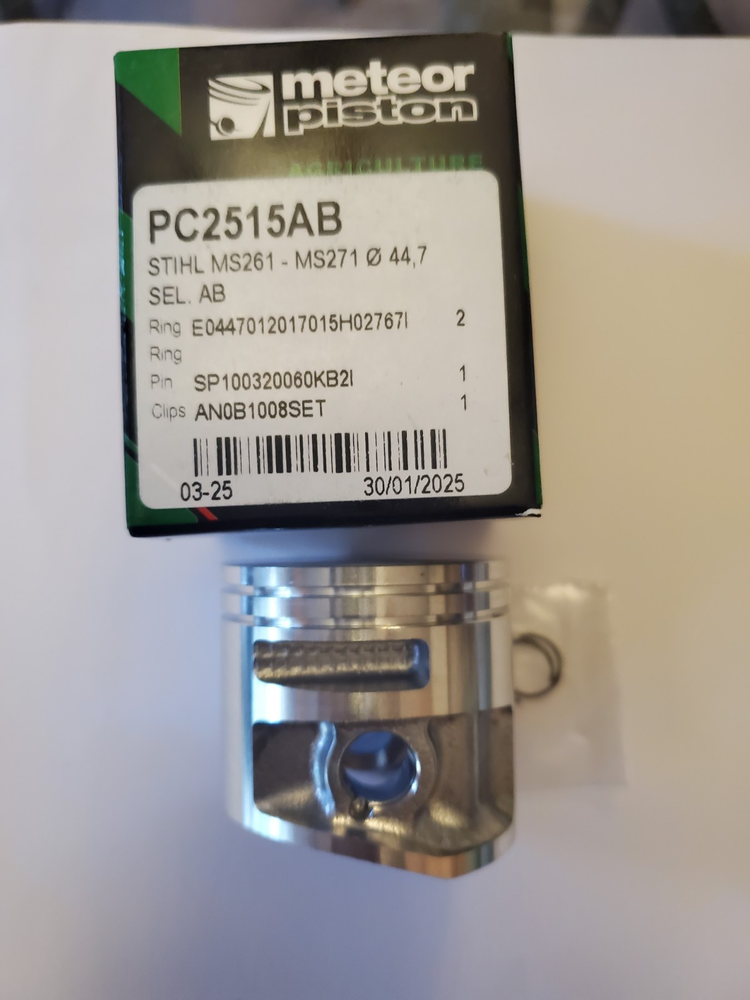 meteor
piston
AGRICULTURE
PC2515AB
STIHL MS261 - MS271 Ø 44,7
SEL. AB
Ring E0447012017015H02767I 2
Ring
Pin SP100320060KB2I 1
Clips AN0B1008SET 1
03-25 30/01/2025